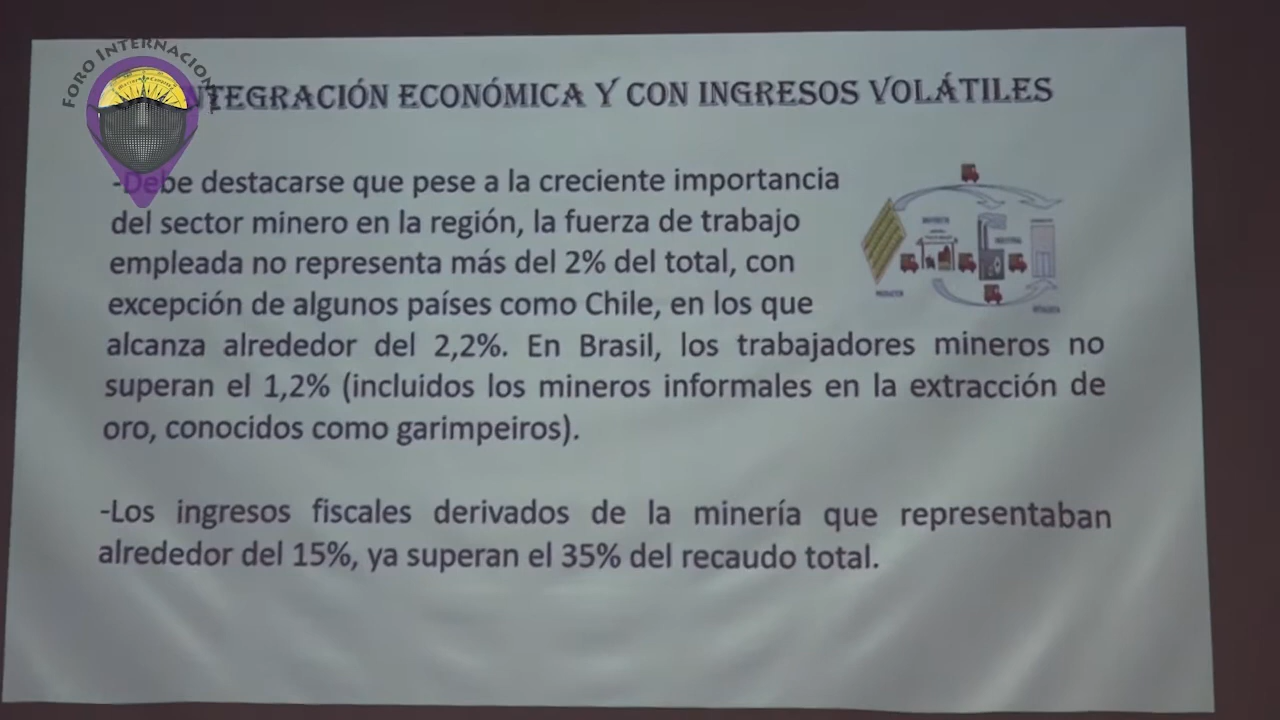 FORO INTERNACION
NTEGRACIÓN ECONÓMICA Y CON INGRESOS VOLÁTILES
-Debe destacarse que pese a la creciente importancia
del sector minero en la región, la fuerza de trabajo
empleada no representa más del 2% del total, con
excepción de algunos países como Chile, en los que
alcanza alrededor del 2,2%. En Brasil, los trabajadores mineros no
superan el 1,2% (incluidos los mineros informales en la extracción de
oro, conocidos como garimpeiros).
-Los ingresos fiscales derivados de la minería que representaban
alrededor del 15%, ya superan el 35% del recaudo total.